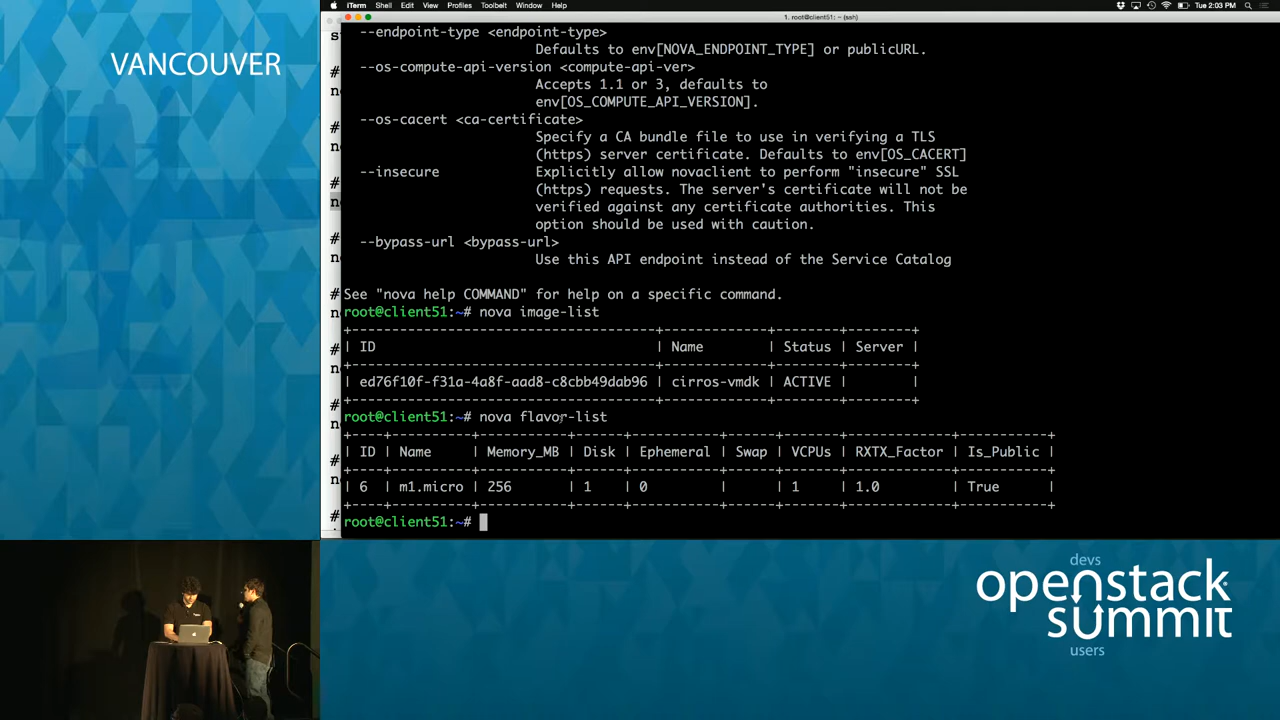 iTerm Shell Edit View Profiles Toolbelt Window Help
Tue 2:03 PM
1. root@client51: ~ (ssh)
VANCOUVER
--endpoint-type <endpoint-type>
Defaults to env[NOVA_ENDPOINT_TYPE] or publicURL.
--os-compute-api-version <compute-api-ver>
Accepts 1.1 or 3, defaults to
env[OS_COMPUTE_API_VERSION].
--os-cacert <ca-certificate>
Specify a CA bundle file to use in verifying a TLS
(https) server certificate. Defaults to env[OS_CACERT]
--insecure Explicitly allow novaclient to perform "insecure" SSL
(https) requests. The server's certificate will not be
verified against any certificate authorities. This
option should be used with caution.
--bypass-url <bypass-url>
Use this API endpoint instead of the Service Catalog
See "nova help COMMAND" for help on a specific command.
root@client51:~# nova image-list
| ID | Name | Status | Server |
| ed76f10f-f31a-4a8f-aad8-c8cbb49dab96 | cirros-vmdk | ACTIVE | |
root@client51:~# nova flavor-list
| ID | Name | Memory_MB | Disk | Ephemeral | Swap | VCPUs | RXTX_Factor | Is_Public |
| 6 | m1.micro | 256 | 1 | 0 | | 1 | 1.0 | True |
root@client51:~#
devs
openstack
summit
users